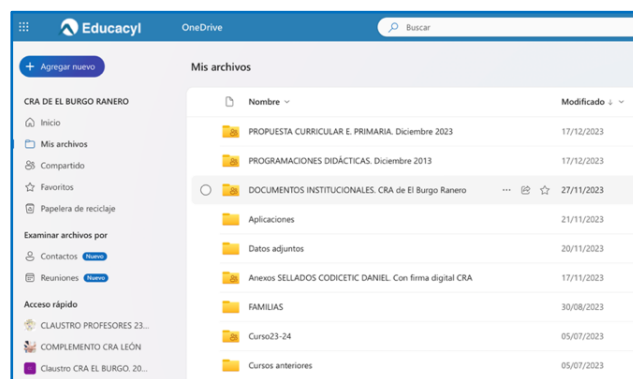 Educacyl OneDrive Buscar
Agregar nuevo
CRA DE EL BURGO RANERO
Inicio
Mis archivos
Compartido
Favoritos
Papelera de reciclaje
Examinar archivos por
Contactos Nuevo
Reuniones Nuevo
Acceso rápido
CLAUSTRO PROFESORES 23...
COMPLEMENTO CRA LEÓN
Claustro CRA EL BURGO. 20...
Mis archivos
Nombre Modificado
PROPUESTA CURRICULAR E. PRIMARIA. Diciembre 2023 17/12/2023
PROGRAMACIONES DIDÁCTICAS. Diciembre 2013 17/12/2023
DOCUMENTOS INSTITUCIONALES. CRA de El Burgo Ranero 27/11/2023
Aplicaciones 21/11/2023
Datos adjuntos 20/11/2023
Anexos SELLADOS CODICETIC DANIEL. Con firma digital CRA 17/11/2023
FAMILIAS 30/08/2023
Curso23-24 05/07/2023
Cursos anteriores 05/07/2023